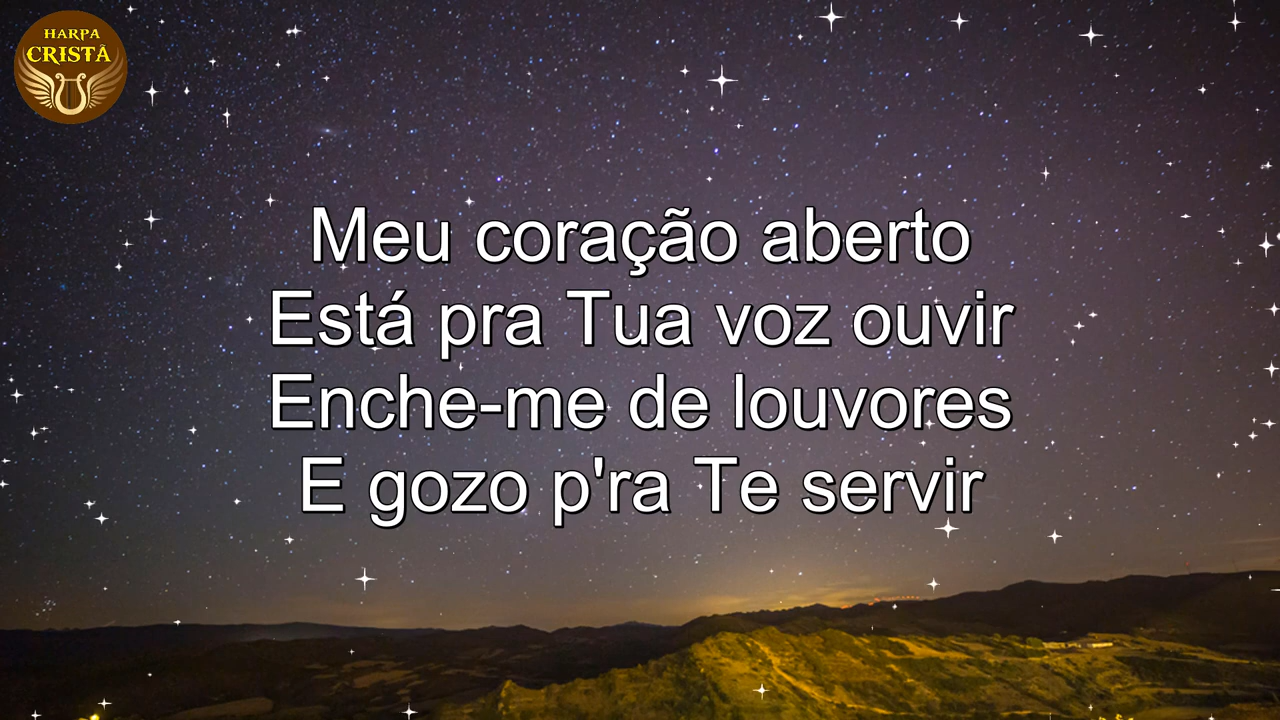 HARPA
CRISTÃ
Meu coração aberto
Está pra Tua voz ouvir
Enche-me de louvores
E gozo p'ra Te servir